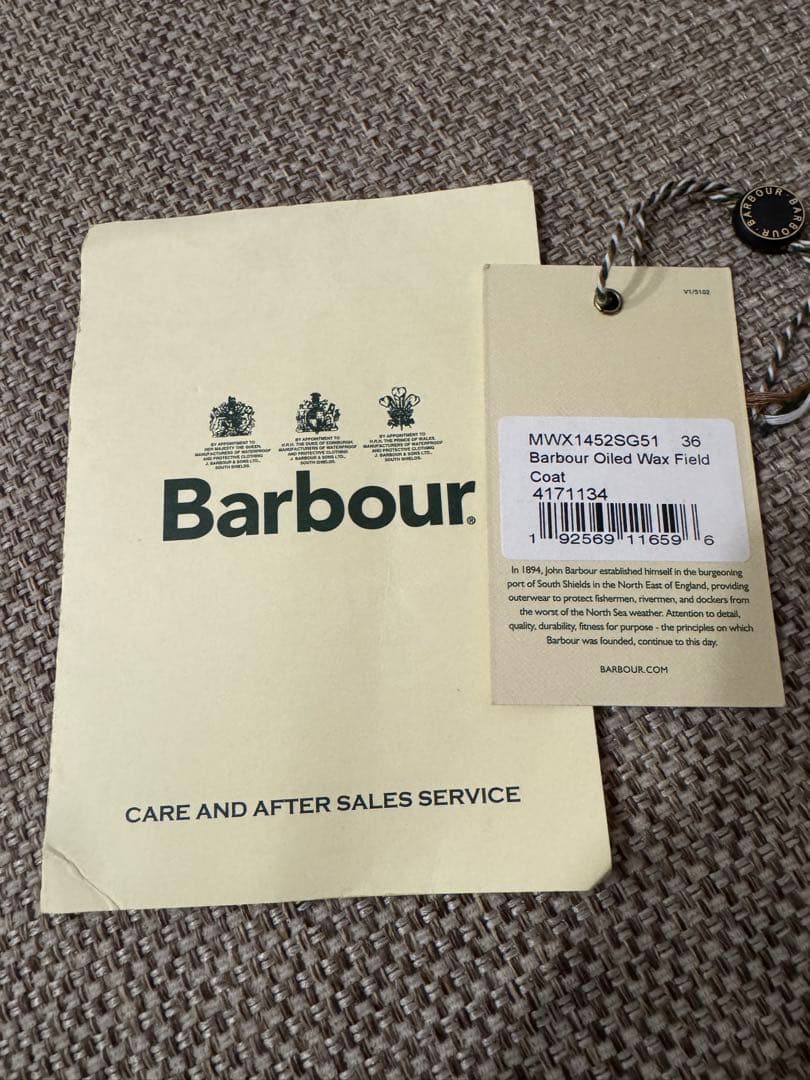 BY APPOINTMENT TO
HER MAJESTY THE QUEEN,
MANUFACTURERS OF WATERPROOF
AND PROTECTIVE CLOTHING
J. BARBOUR & SONS LTD.,
SOUTH SHIELDS.
BY APPOINTMENT TO
H.R.H. THE DUKE OF EDINBURGH,
MANUFACTURERS OF WATERPROOF
AND PROTECTIVE CLOTHING
J. BARBOUR & SONS LTD.,
SOUTH SHIELDS.
BY APPOINTMENT TO
H.R.H. THE PRINCE OF WALES,
MANUFACTURERS OF WATERPROOF
AND PROTECTIVE CLOTHING
J. BARBOUR & SONS LTD.,
SOUTH SHIELDS.
Barbour®
CARE AND AFTER SALES SERVICE
BARBOUR · BARBOUR ·
V1/5102
MWX1452SG51 36
Barbour Oiled Wax Field
Coat
4171134
1 92569 11659 6
In 1894, John Barbour established himself in the burgeoning
port of South Shields in the North East of England, providing
outerwear to protect fishermen, rivermen, and dockers from
the worst of the North Sea weather. Attention to detail,
quality, durability, fitness for purpose - the principles on which
Barbour was founded, continue to this day.
BARBOUR.COM